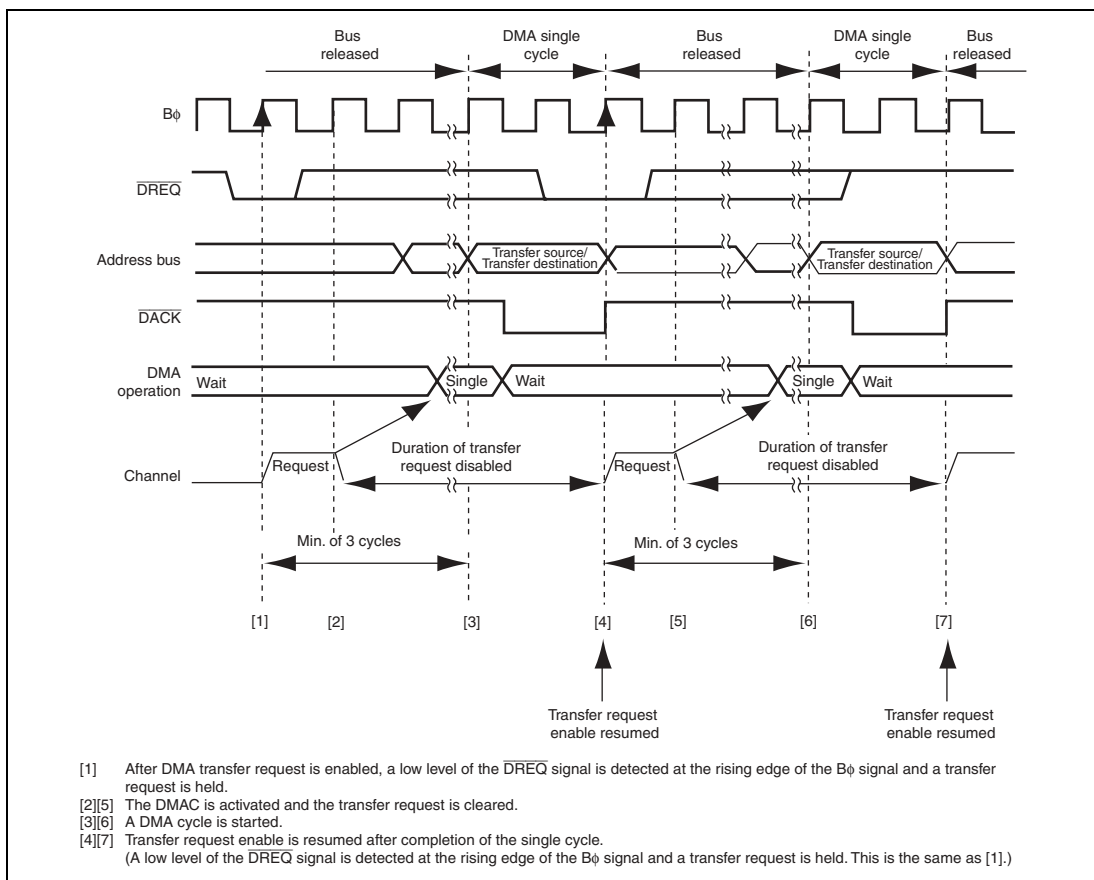 Bus released
DMA single cycle
Bus released
DMA single cycle
Bus released
Bϕ
DREQ
Address bus
Transfer source/
Transfer destination
Transfer source/
Transfer destination
DACK
DMA operation
Wait
Single
Wait
Single
Wait
Channel
Request
Duration of transfer
request disabled
Request
Duration of transfer
request disabled
Min. of 3 cycles
Min. of 3 cycles
[1] [2] [3] [4] [5] [6] [7]
Transfer request
enable resumed
Transfer request
enable resumed
[1] After DMA transfer request is enabled, a low level of the DREQ signal is detected at the rising edge of the Bϕ signal and a transfer
request is held.
[2][5] The DMAC is activated and the transfer request is cleared.
[3][6] A DMA cycle is started.
[4][7] Transfer request enable is resumed after completion of the single cycle.
(A low level of the DREQ signal is detected at the rising edge of the Bϕ signal and a transfer request is held. This is the same as [1].)